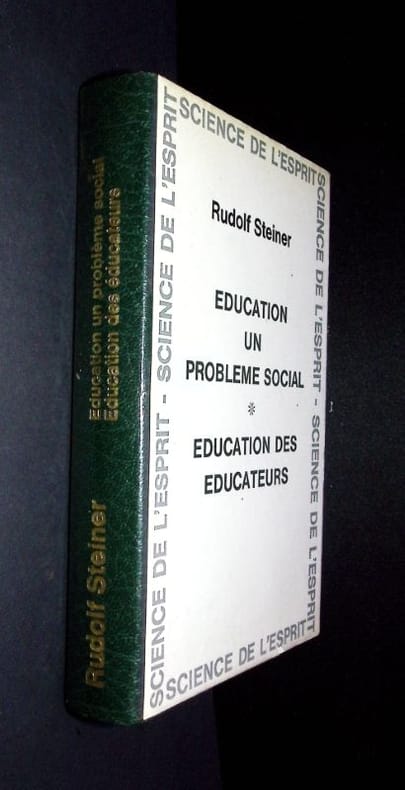 Rudolf Steiner
Education un problème social
Education des éducateurs
SCIENCE DE L'ESPRIT - SCIENCE DE L'ESPRIT
SCIENCE DE L'ESPRIT
SCIENCE DE L'ESPRIT - SCIENCE DE L'ESPRIT
Rudolf Steiner
EDUCATION
UN
PROBLEME SOCIAL
*
EDUCATION DES
EDUCATEURS
SCIENCE DE L'ESPRIT